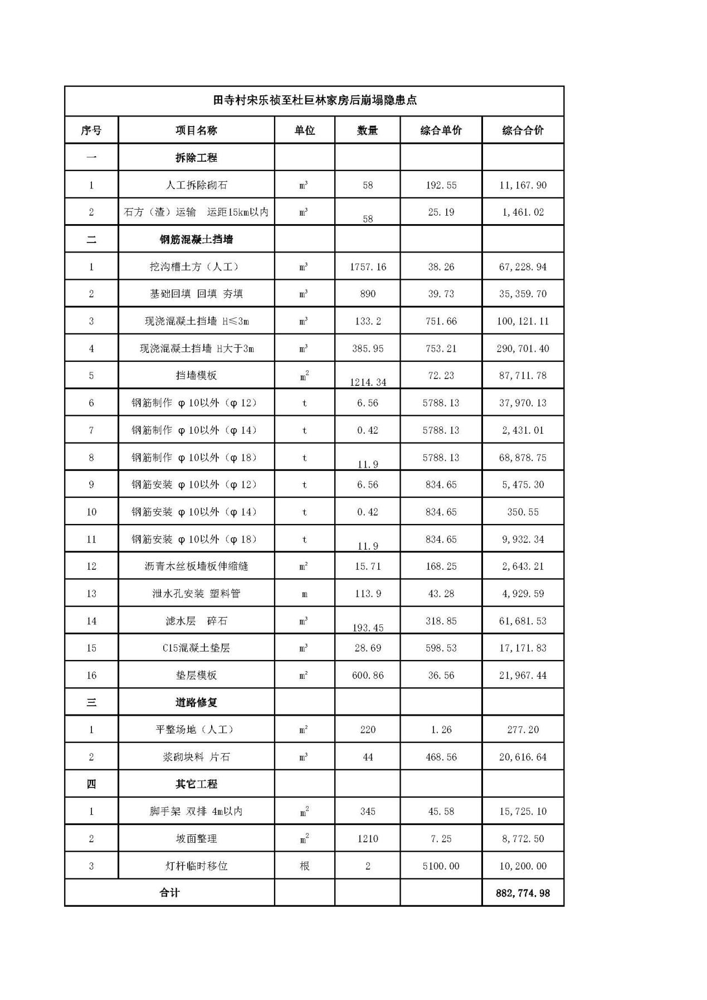 田寺村宋乐祯至杜巨林家房后崩塌隐患点
序号 项目名称 单位 数量 综合单价 综合合价
一 拆除工程
1 人工拆除砌石 m³ 58 192.55 11,167.90
2 石方（渣）运输 运距15km以内 m³ 58 25.19 1,461.02
二 钢筋混凝土挡墙
1 挖沟槽土方（人工） m³ 1757.16 38.26 67,228.94
2 基础回填 回填 夯填 m³ 890 39.73 35,359.70
3 现浇混凝土挡墙 H≤3m m³ 133.2 751.66 100,121.11
4 现浇混凝土挡墙 H大于3m m³ 385.95 753.21 290,701.40
5 挡墙模板 m² 1214.34 72.23 87,711.78
6 钢筋制作 φ10以外（φ12） t 6.56 5788.13 37,970.13
7 钢筋制作 φ10以外（φ14） t 0.42 5788.13 2,431.01
8 钢筋制作 φ10以外（φ18） t 11.9 5788.13 68,878.75
9 钢筋安装 φ10以外（φ12） t 6.56 834.65 5,475.30
10 钢筋安装 φ10以外（φ14） t 0.42 834.65 350.55
11 钢筋安装 φ10以外（φ18） t 11.9 834.65 9,932.34
12 沥青木丝板墙板伸缩缝 m² 15.71 168.25 2,643.21
13 泄水孔安装 塑料管 m 113.9 43.28 4,929.59
14 滤水层 碎石 m³ 193.45 318.85 61,681.53
15 C15混凝土垫层 m³ 28.69 598.53 17,171.83
16 垫层模板 m² 600.86 36.56 21,967.44
三 道路修复
1 平整场地（人工） m² 220 1.26 277.20
2 浆砌块料 片石 m³ 44 468.56 20,616.64
四 其它工程
1 脚手架 双排 4m以内 m² 345 45.58 15,725.10
2 坡面整理 m² 1210 7.25 8,772.50
3 灯杆临时移位 根 2 5100.00 10,200.00
合计 882,774.98